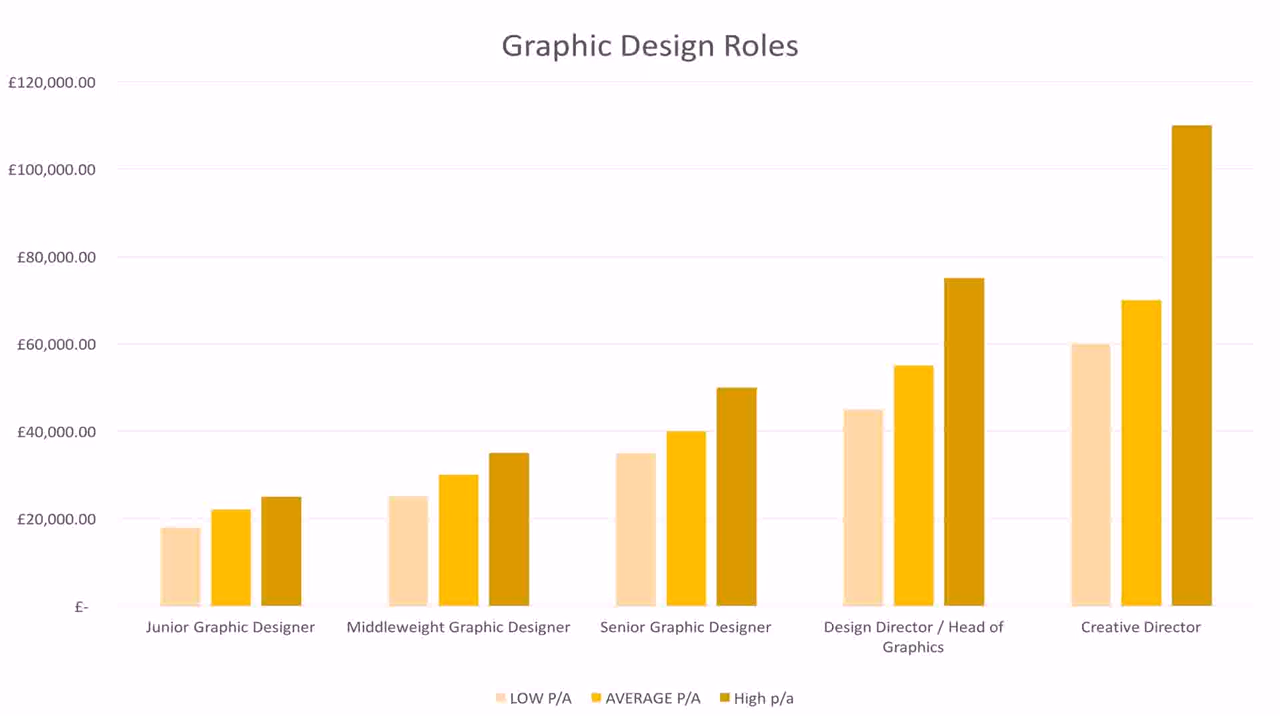 Graphic Design Roles
£120,000.00
£100,000.00
£80,000.00
£60,000.00
£40,000.00
£20,000.00
£-
Junior Graphic Designer
Middleweight Graphic Designer
Senior Graphic Designer
Design Director / Head of
Graphics
Creative Director
LOW P/A
AVERAGE P/A
High p/a